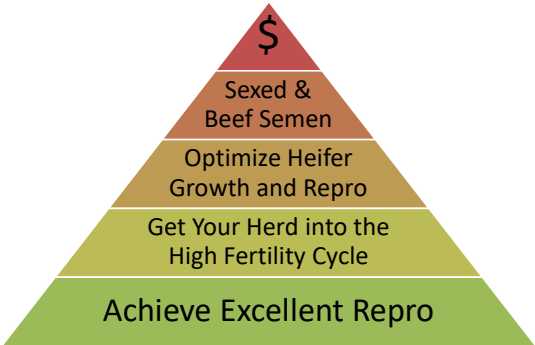 $
Sexed &
Beef Semen
Optimize Heifer
Growth and Repro
Get Your Herd into the
High Fertility Cycle
Achieve Excellent Repro